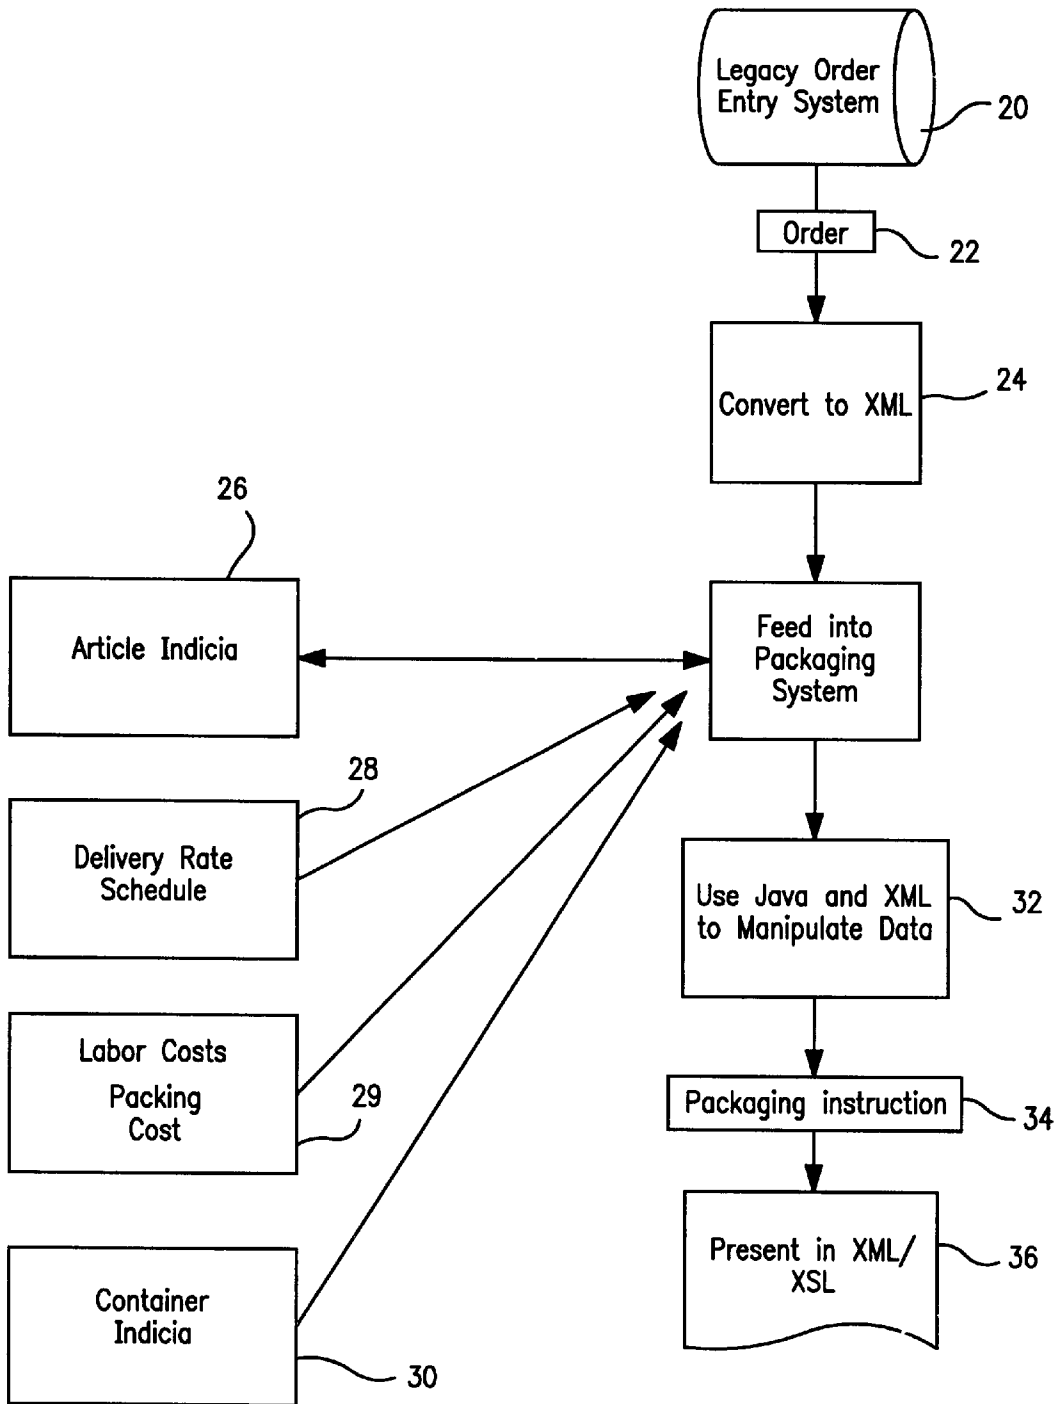 Legacy Order
Entry System
20
Order
22
Convert to XML
24
26
Article Indicia
Feed into
Packaging
System
28
Delivery Rate
Schedule
Use Java and XML
to Manipulate Data
32
Labor Costs
Packing
Cost
29
Packaging instruction
34
Present in XML/
XSL
36
Container
Indicia
30